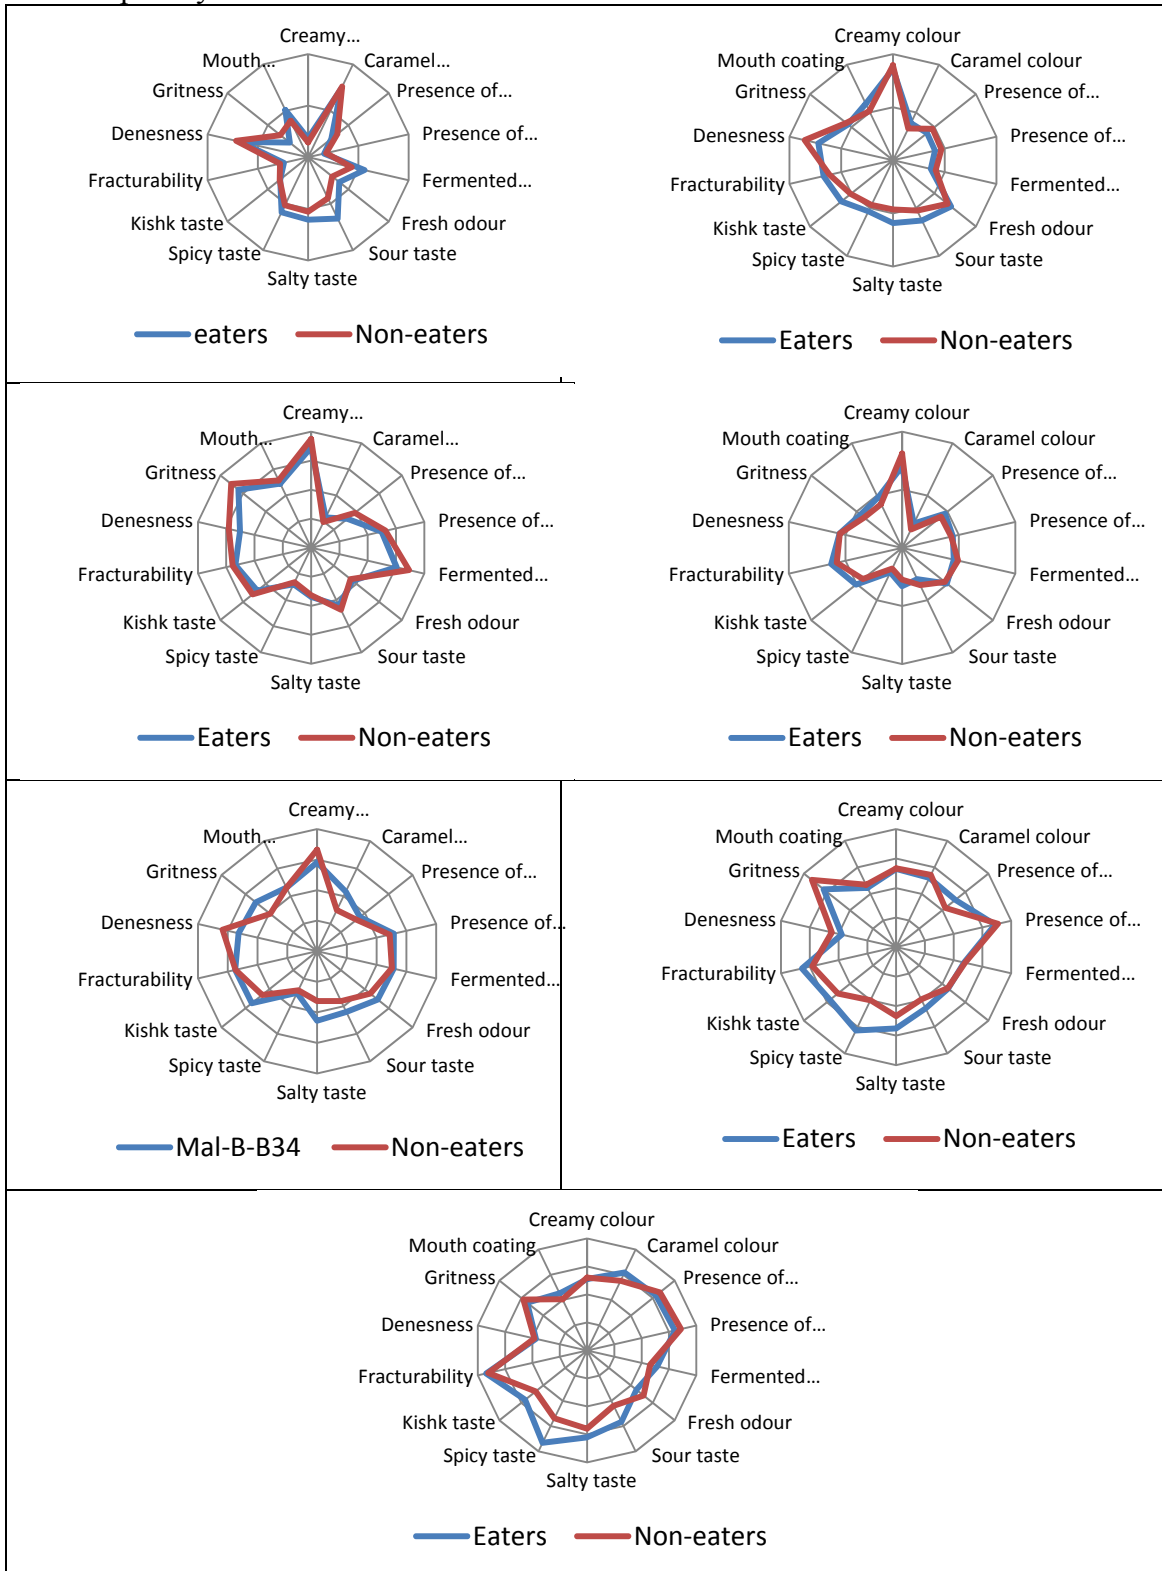 Creamy...
Mouth...
Caramel...
Gritness
Presence of...
Denesness
Presence of...
Fracturability
Fermented...
Kishk taste
Fresh odour
Spicy taste
Sour taste
Salty taste
eaters
Non-eaters
Creamy colour
Mouth coating
Caramel colour
Gritness
Presence of...
Denesness
Presence of...
Fracturability
Fermented...
Kishk taste
Fresh odour
Spicy taste
Sour taste
Salty taste
Eaters
Non-eaters
Creamy...
Mouth...
Caramel...
Gritness
Presence of...
Denesness
Presence of...
Fracturability
Fermented...
Kishk taste
Fresh odour
Spicy taste
Sour taste
Salty taste
Eaters
Non-eaters
Creamy colour
Mouth coating
Caramel colour
Gritness
Presence of...
Denesness
Presence of...
Fracturability
Fermented...
Kishk taste
Fresh odour
Spicy taste
Sour taste
Salty taste
Eaters
Non-eaters
Creamy...
Mouth...
Caramel...
Gritness
Presence of...
Denesness
Presence of...
Fracturability
Fermented...
Kishk taste
Fresh odour
Spicy taste
Sour taste
Salty taste
Mal-B-B34
Non-eaters
Creamy colour
Mouth coating
Caramel colour
Gritness
Presence of...
Denesness
Presence of...
Fracturability
Fermented...
Kishk taste
Fresh odour
Spicy taste
Sour taste
Salty taste
Eaters
Non-eaters
Creamy colour
Mouth coating
Caramel colour
Gritness
Presence of...
Denesness
Presence of...
Fracturability
Fermented...
Kishk taste
Fresh odour
Spicy taste
Sour taste
Salty taste
Eaters
Non-eaters